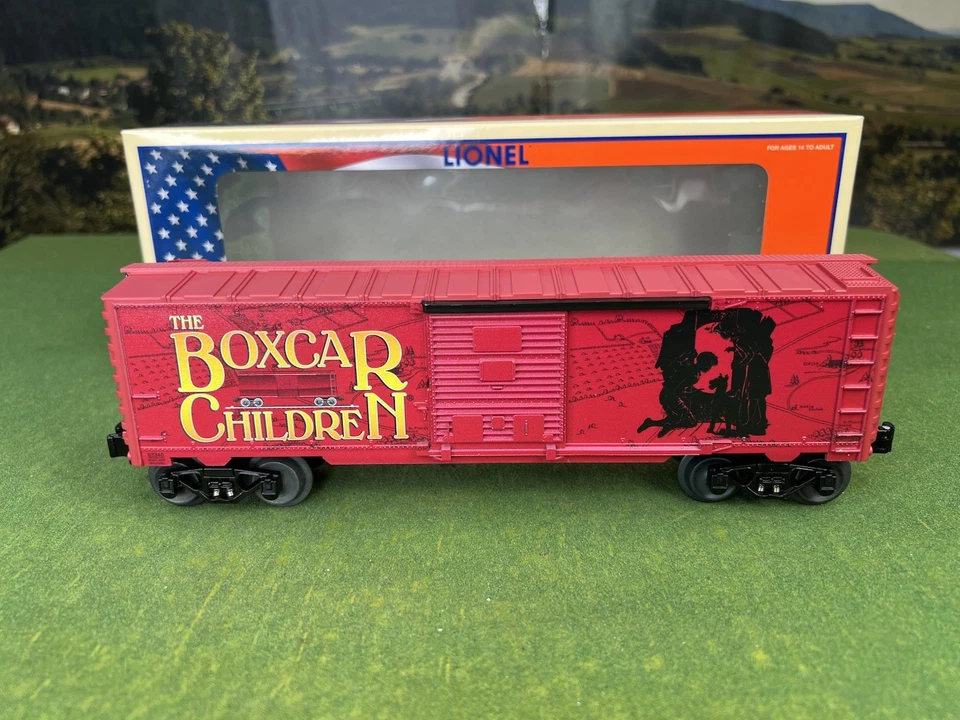 LIONEL
FOR AGES 14 TO ADULT
THE
BOXCAR
CHILDREN